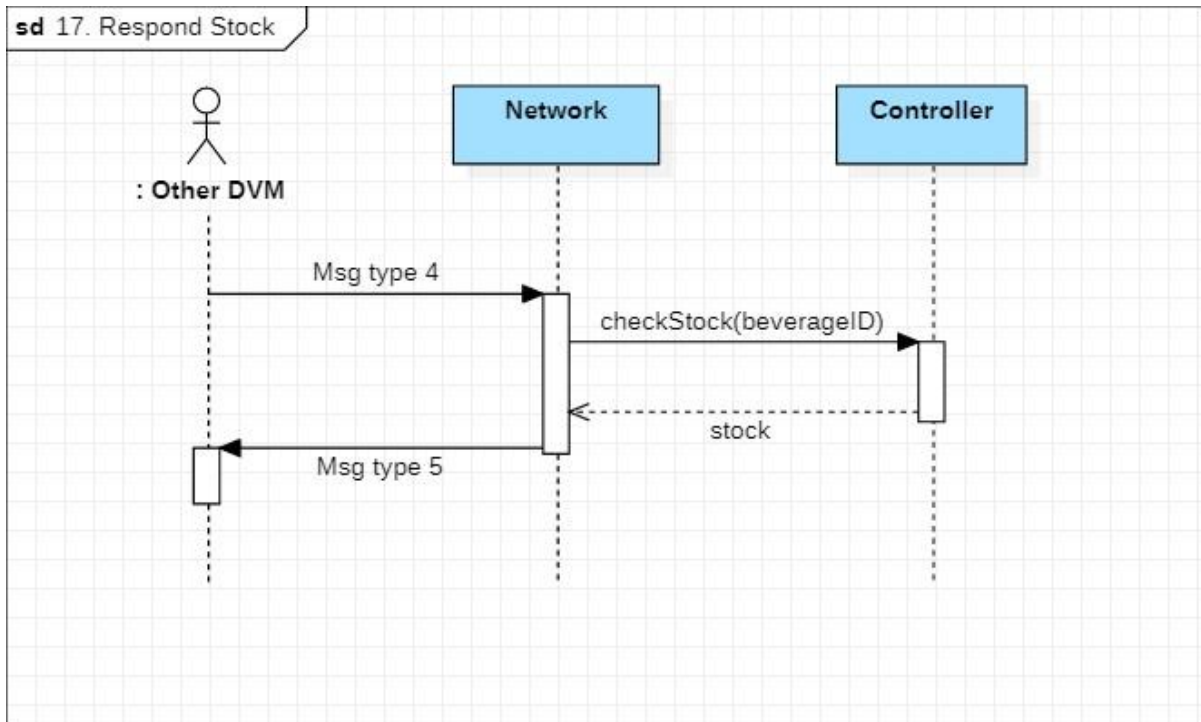 sd 17. Respond Stock
Network
Controller
: Other DVM
Msg type 4
checkStock(beverageID)
stock
Msg type 5